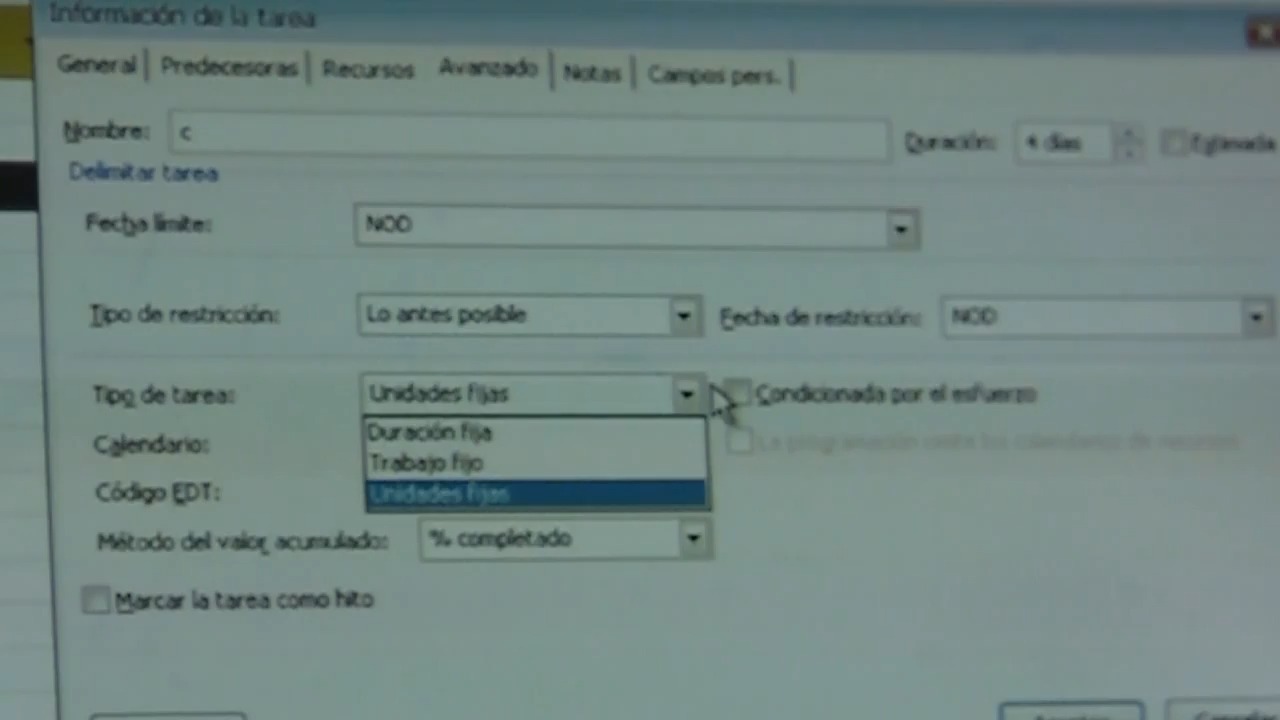 Información de la tarea
General Predecesoras Recursos Avanzado Notas Campos pers.
Nombre: c Duración: 4 días
Delimitar tarea
Fecha límite: NOD
Tipo de restricción: Lo antes posible Fecha de restricción: NOD
Tipo de tarea: Unidades fijas Condicionada por el esfuerzo
Duración fija
Calendario:
Trabajo fijo
Código EDT: Unidades fijas
Método del valor acumulado: % completado
Marcar la tarea como hito